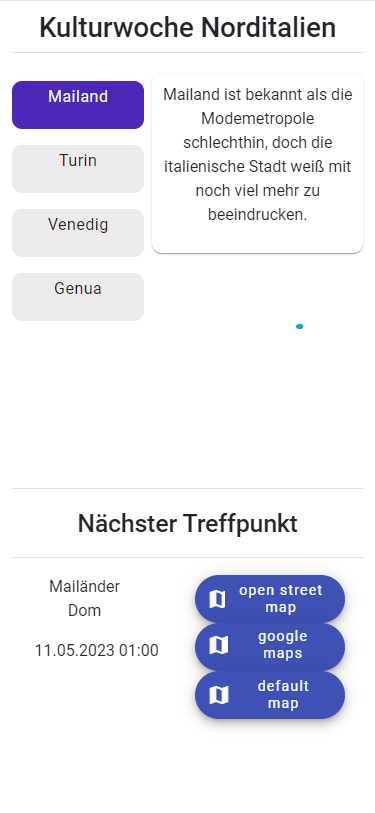 Kulturwoche Norditalien
Mailand
Turin
Venedig
Genua
Mailand ist bekannt als die
Modemetropole
schlechthin, doch die
italienische Stadt weiß mit
noch viel mehr zu
beeindrucken.
Nächster Treffpunkt
Mailänder
Dom
11.05.2023 01:00
open street
map
google
maps
default
map